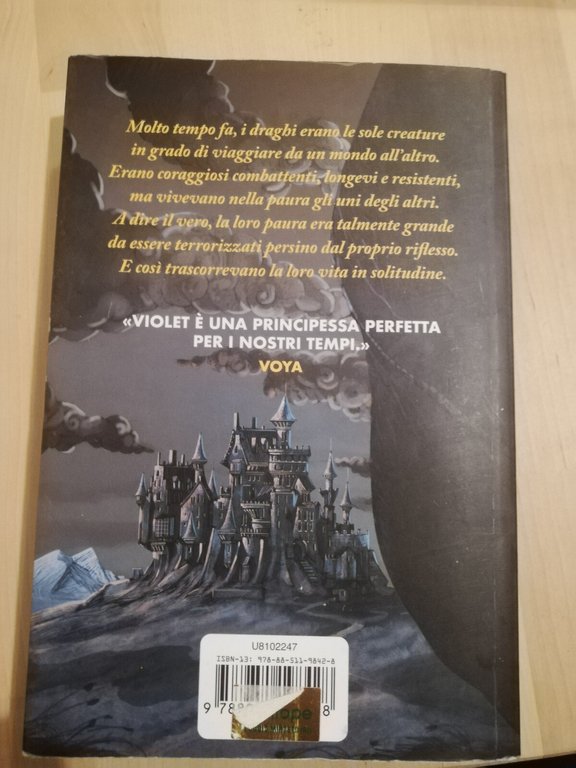 Molto tempo fa, i draghi erano le sole creature
in grado di viaggiare da un mondo all'altro.
Erano coraggiosi combattenti, longevi e resistenti,
ma vivevano nella paura gli uni degli altri.
A dire il vero, la loro paura era talmente grande
da essere terrorizzati persino dal proprio riflesso.
E così trascorrevano la loro vita in solitudine.
«VIOLET È UNA PRINCIPESSA PERFETTA
PER I NOSTRI TEMPI.»
VOYA
U8102247
ISBN-13: 978-88-511-9842-8
9 788 8